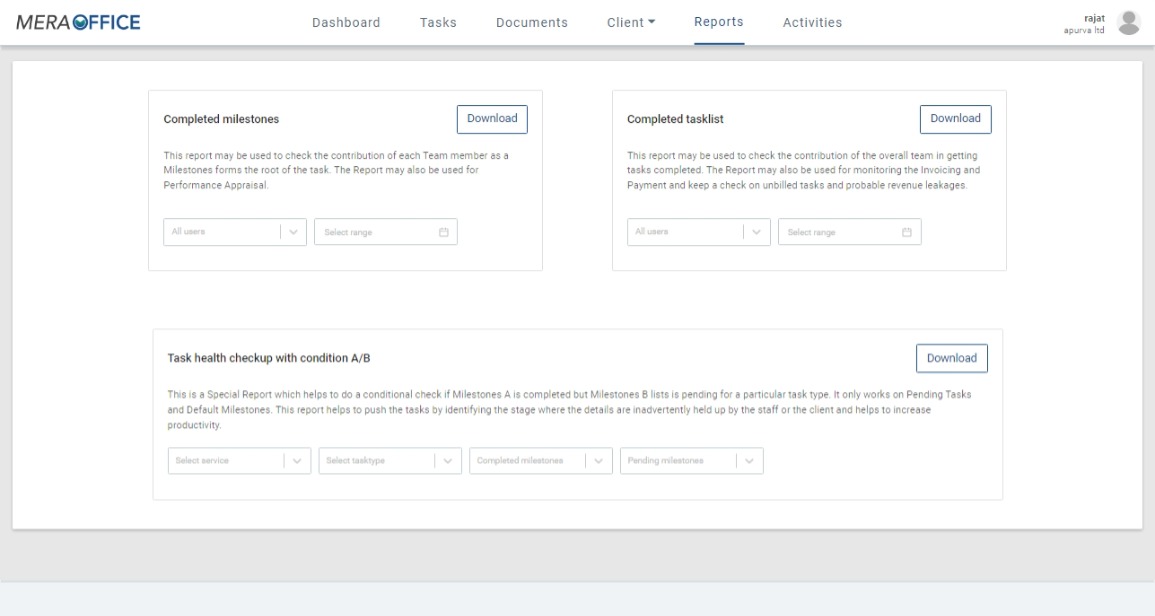 MERA OFFICE
Dashboard
Tasks
Documents
Client
Reports
Activities
rajat
apurva ltd
Completed milestones
Download
This report may be used to check the contribution of each Team member as a
Milestones forms the root of the task. The Report may also be used for
Performance Appraisal.
All users
Select range
Completed tasklist
Download
This report may be used to check the contribution of the overall team in getting
tasks completed. The Report may also be used for monitoring the Invoicing and
Payment and keep a check on unbilled tasks and probable revenue leakages.
All users
Select range
Task health checkup with condition A/B
Download
This is a Special Report which helps to do a conditional check if Milestones A is completed but Milestones B lists is pending for a particular task type. It only works on Pending Tasks
and Default Milestones. This report helps to push the tasks by identifying the stage where the details are inadvertently held up by the staff or the client and helps to increase
productivity.
Select service
Select tasktype
Completed milestones
Pending milestones